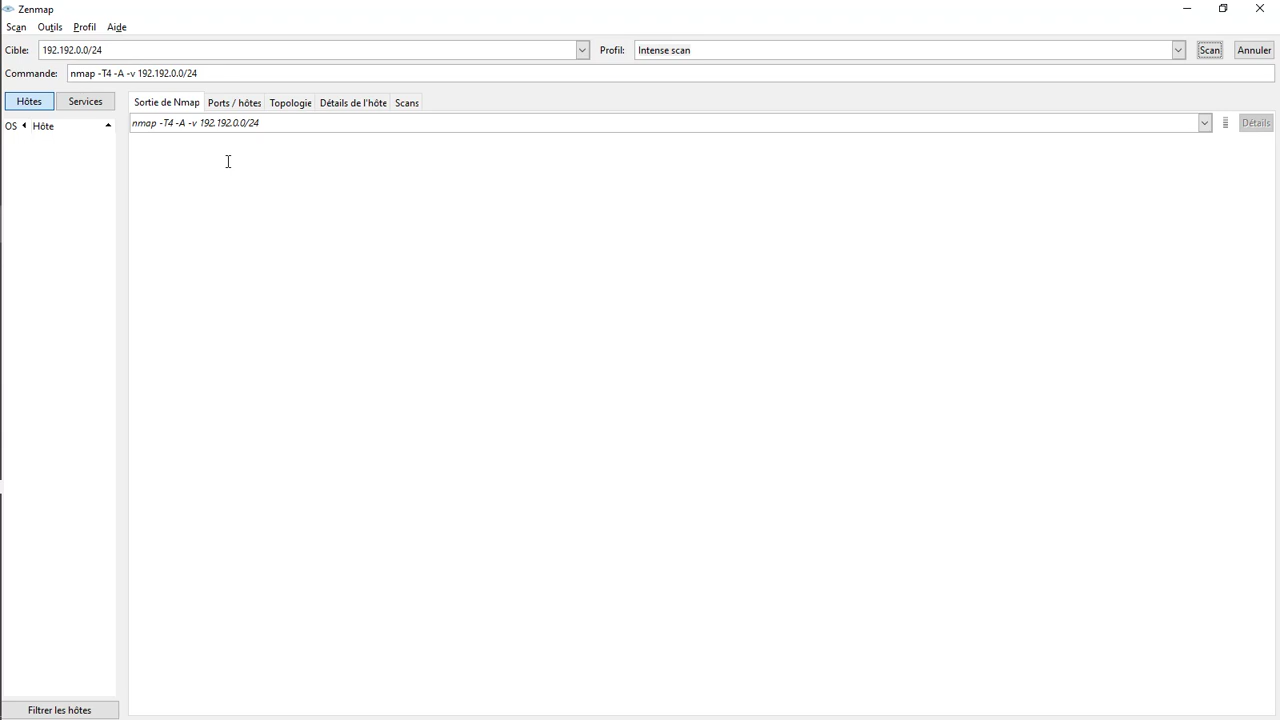 Zenmap
Scan Outils Profil Aide
Cible: 192.192.0.0/24 Profil: Intense scan Scan Annuler
Commande: nmap -T4 -A -v 192.192.0.0/24
Hôtes Services Sortie de Nmap Ports / hôtes Topologie Détails de l'hôte Scans
OS Hôte nmap -T4 -A -v 192.192.0.0/24 Détails
Filtrer les hôtes